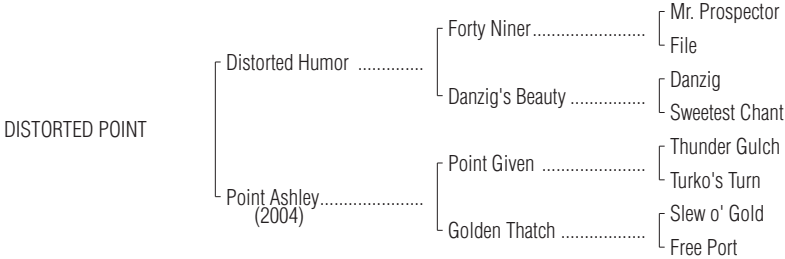 Mr. Prospector
Forty Niner........................
File
Distorted Humor ..............
Danzig
Danzig's Beauty ................
Sweetest Chant
DISTORTED POINT
Thunder Gulch
Point Given ......................
Turko's Turn
Point Ashley......................
(2004)
Slew o' Gold
Golden Thatch ..................
Free Port